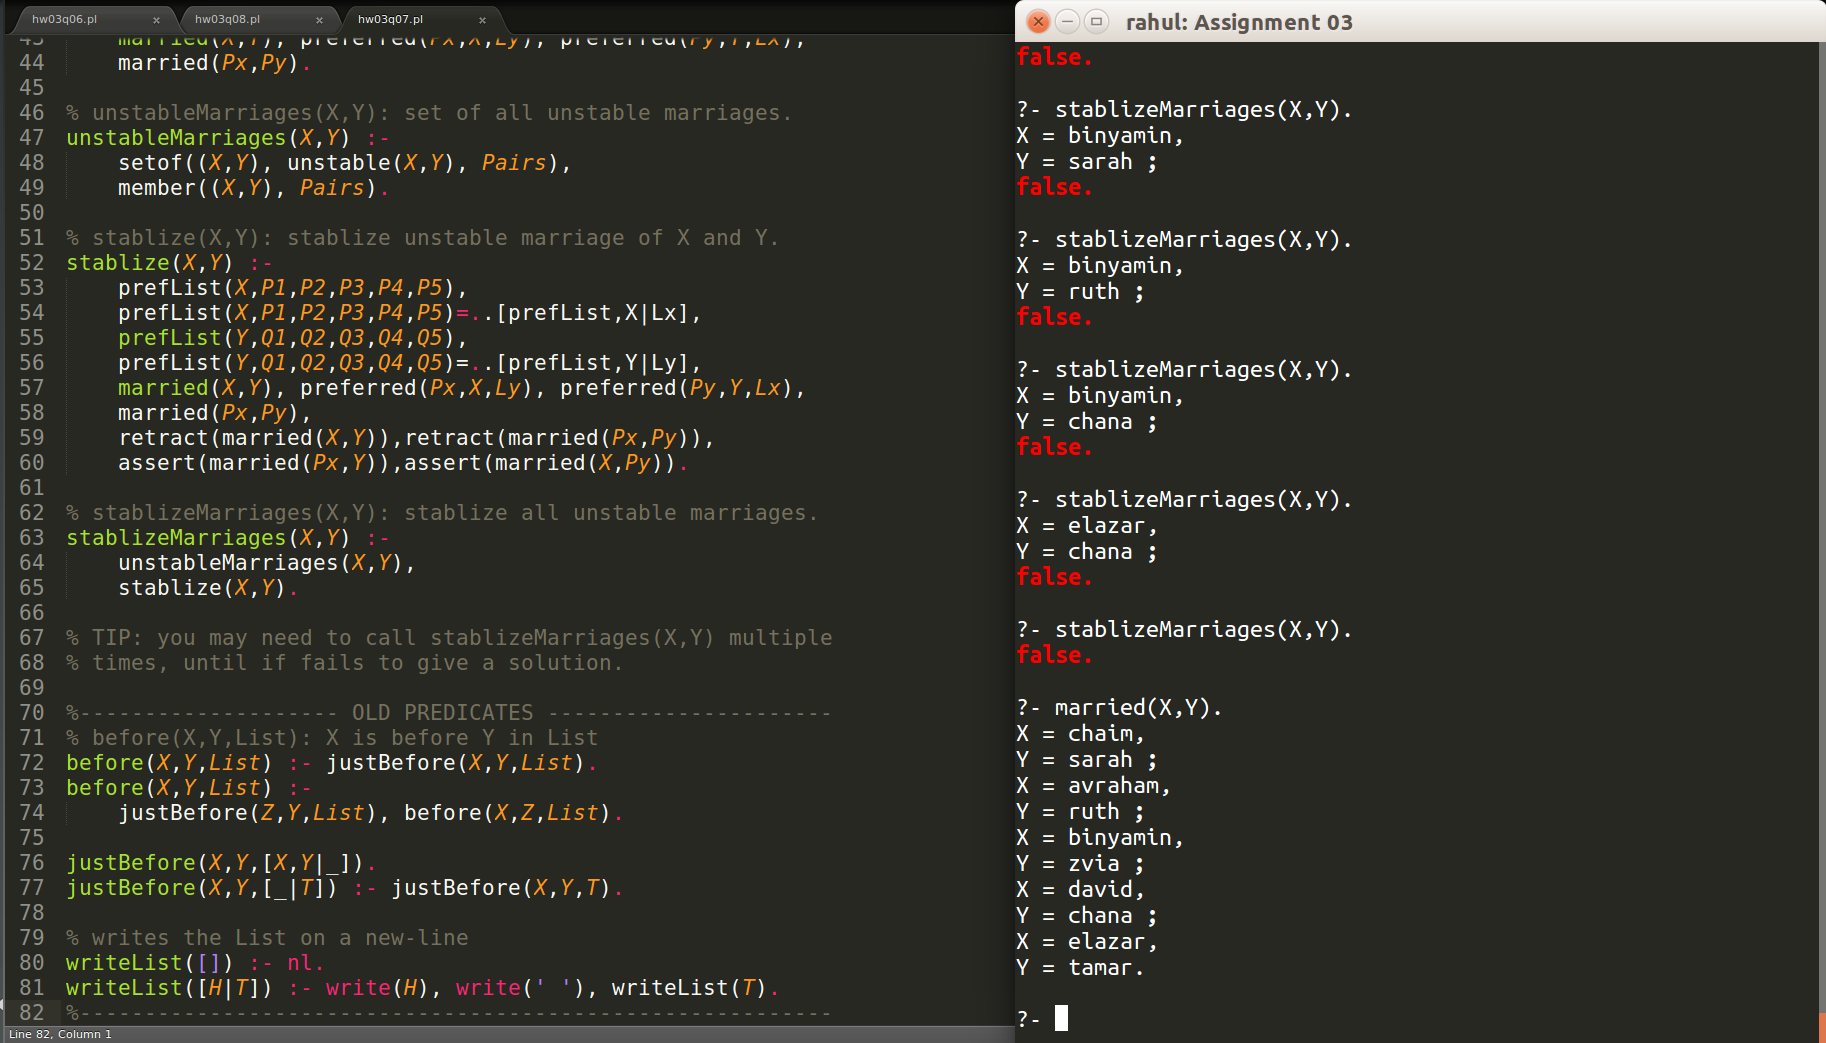 hw03q06.pl × hw03q08.pl × hw03q07.pl ×
43 married(X,Y), preferred(Px,X,Ly), preferred(Py,Y,Lx),
44 married(Px,Py).
45
46 % unstableMarriages(X,Y): set of all unstable marriages.
47 unstableMarriages(X,Y) :-
48 setof((X,Y), unstable(X,Y), Pairs),
49 member((X,Y), Pairs).
50
51 % stablize(X,Y): stablize unstable marriage of X and Y.
52 stablize(X,Y) :-
53 prefList(X,P1,P2,P3,P4,P5),
54 prefList(X,P1,P2,P3,P4,P5)=..[prefList,X|Lx],
55 prefList(Y,Q1,Q2,Q3,Q4,Q5),
56 prefList(Y,Q1,Q2,Q3,Q4,Q5)=..[prefList,Y|Ly],
57 married(X,Y), preferred(Px,X,Ly), preferred(Py,Y,Lx),
58 married(Px,Py),
59 retract(married(X,Y)),retract(married(Px,Py)),
60 assert(married(Px,Y)),assert(married(X,Py)).
61
62 % stablizeMarriages(X,Y): stablize all unstable marriages.
63 stablizeMarriages(X,Y) :-
64 unstableMarriages(X,Y),
65 stablize(X,Y).
66
67 % TIP: you may need to call stablizeMarriages(X,Y) multiple
68 % times, until if fails to give a solution.
69
70 %-------------------- OLD PREDICATES ----------------------
71 % before(X,Y,List): X is before Y in List
72 before(X,Y,List) :- justBefore(X,Y,List).
73 before(X,Y,List) :-
74 justBefore(Z,Y,List), before(X,Z,List).
75
76 justBefore(X,Y,[X,Y|_]).
77 justBefore(X,Y,[_|T]) :- justBefore(X,Y,T).
78
79 % writes the List on a new-line
80 writeList([]) :- nl.
81 writeList([H|T]) :- write(H), write(' '), writeList(T).
82 %----------------------------------------------------------
Line 82, Column 1
rahul: Assignment 03
false.
?- stablizeMarriages(X,Y).
X = binyamin,
Y = sarah ;
false.
?- stablizeMarriages(X,Y).
X = binyamin,
Y = ruth ;
false.
?- stablizeMarriages(X,Y).
X = binyamin,
Y = chana ;
false.
?- stablizeMarriages(X,Y).
X = elazar,
Y = chana ;
false.
?- stablizeMarriages(X,Y).
false.
?- married(X,Y).
X = chaim,
Y = sarah ;
X = avraham,
Y = ruth ;
X = binyamin,
Y = zvia ;
X = david,
Y = chana ;
X = elazar,
Y = tamar.
?-